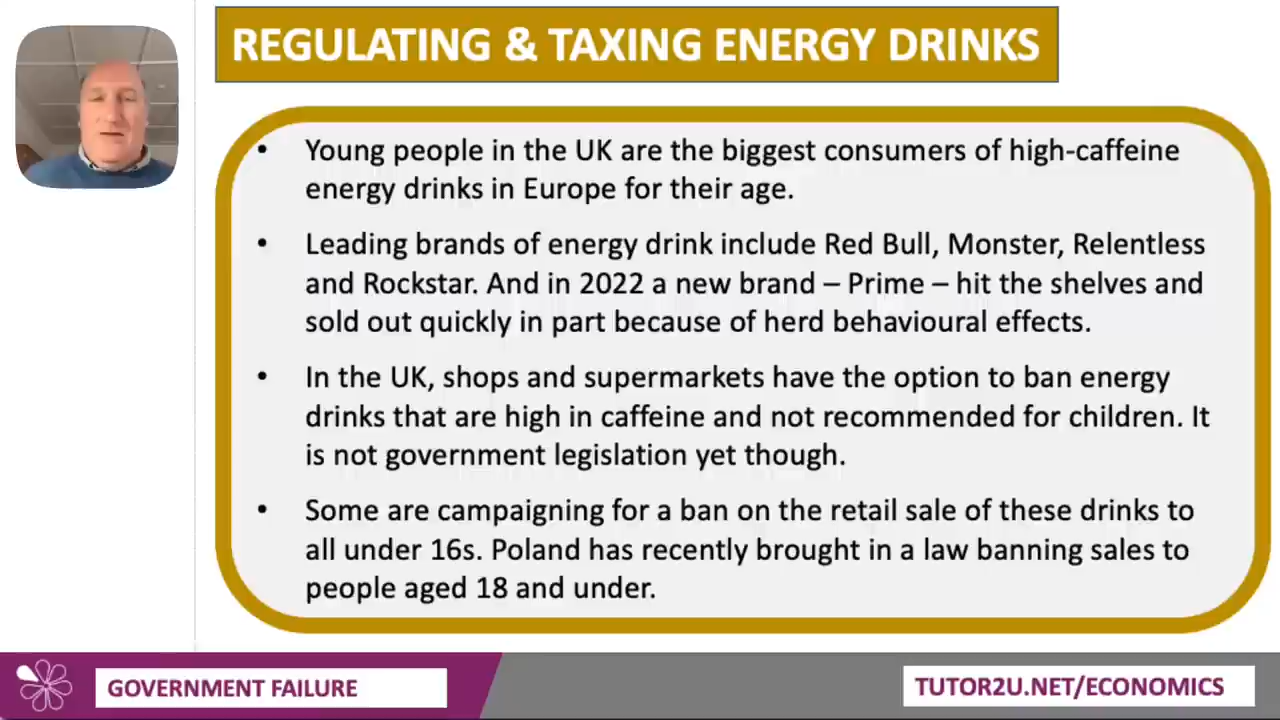 REGULATING & TAXING ENERGY DRINKS
• Young people in the UK are the biggest consumers of high-caffeine
energy drinks in Europe for their age.
• Leading brands of energy drink include Red Bull, Monster, Relentless
and Rockstar. And in 2022 a new brand – Prime – hit the shelves and
sold out quickly in part because of herd behavioural effects.
• In the UK, shops and supermarkets have the option to ban energy
drinks that are high in caffeine and not recommended for children. It
is not government legislation yet though.
• Some are campaigning for a ban on the retail sale of these drinks to
all under 16s. Poland has recently brought in a law banning sales to
people aged 18 and under.
GOVERNMENT FAILURE
TUTOR2U.NET/ECONOMICS